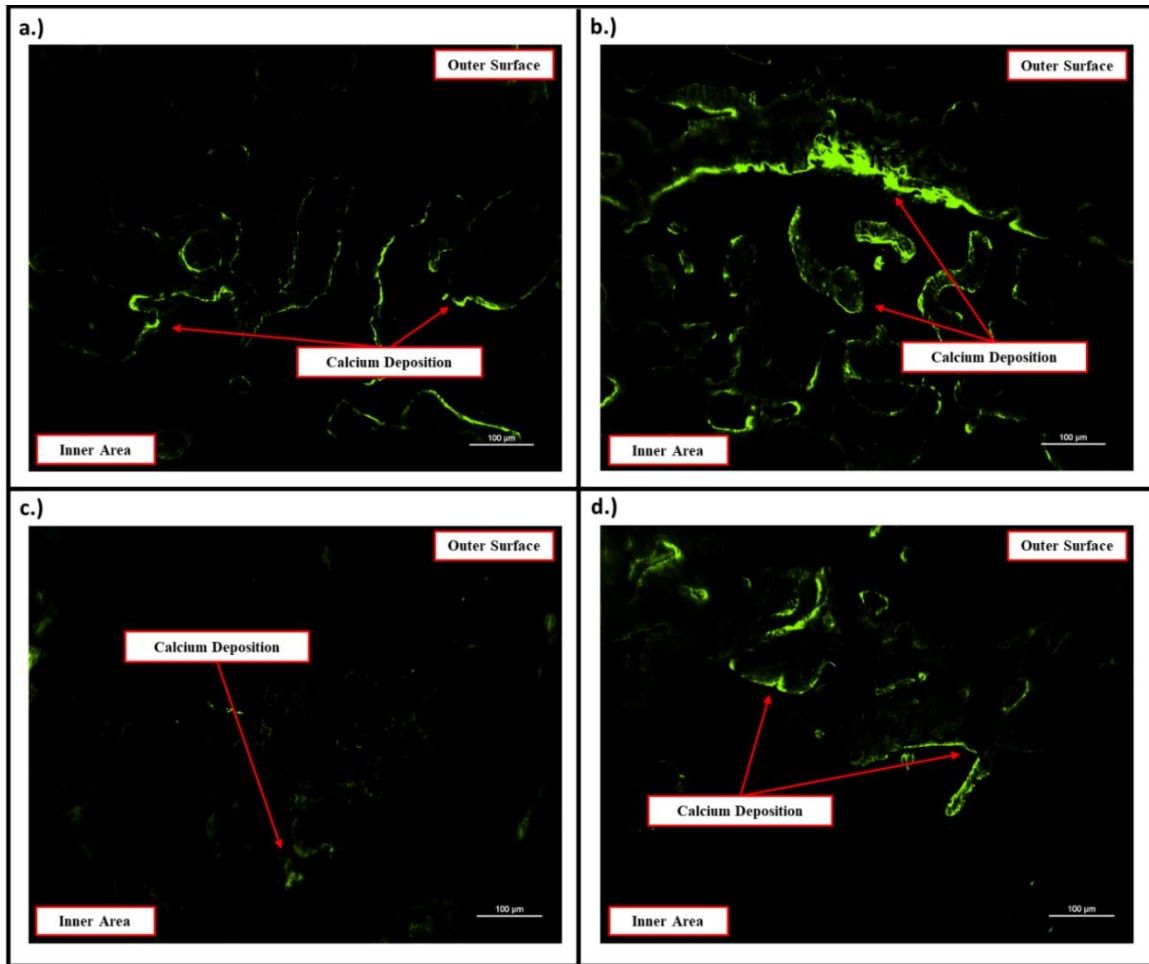 a.)
Outer Surface
Calcium Deposition
Inner Area
100 µm
b.)
Outer Surface
Calcium Deposition
Inner Area
100 µm
c.)
Outer Surface
Calcium Deposition
Inner Area
100 µm
d.)
Outer Surface
Calcium Deposition
Inner Area
100 µm